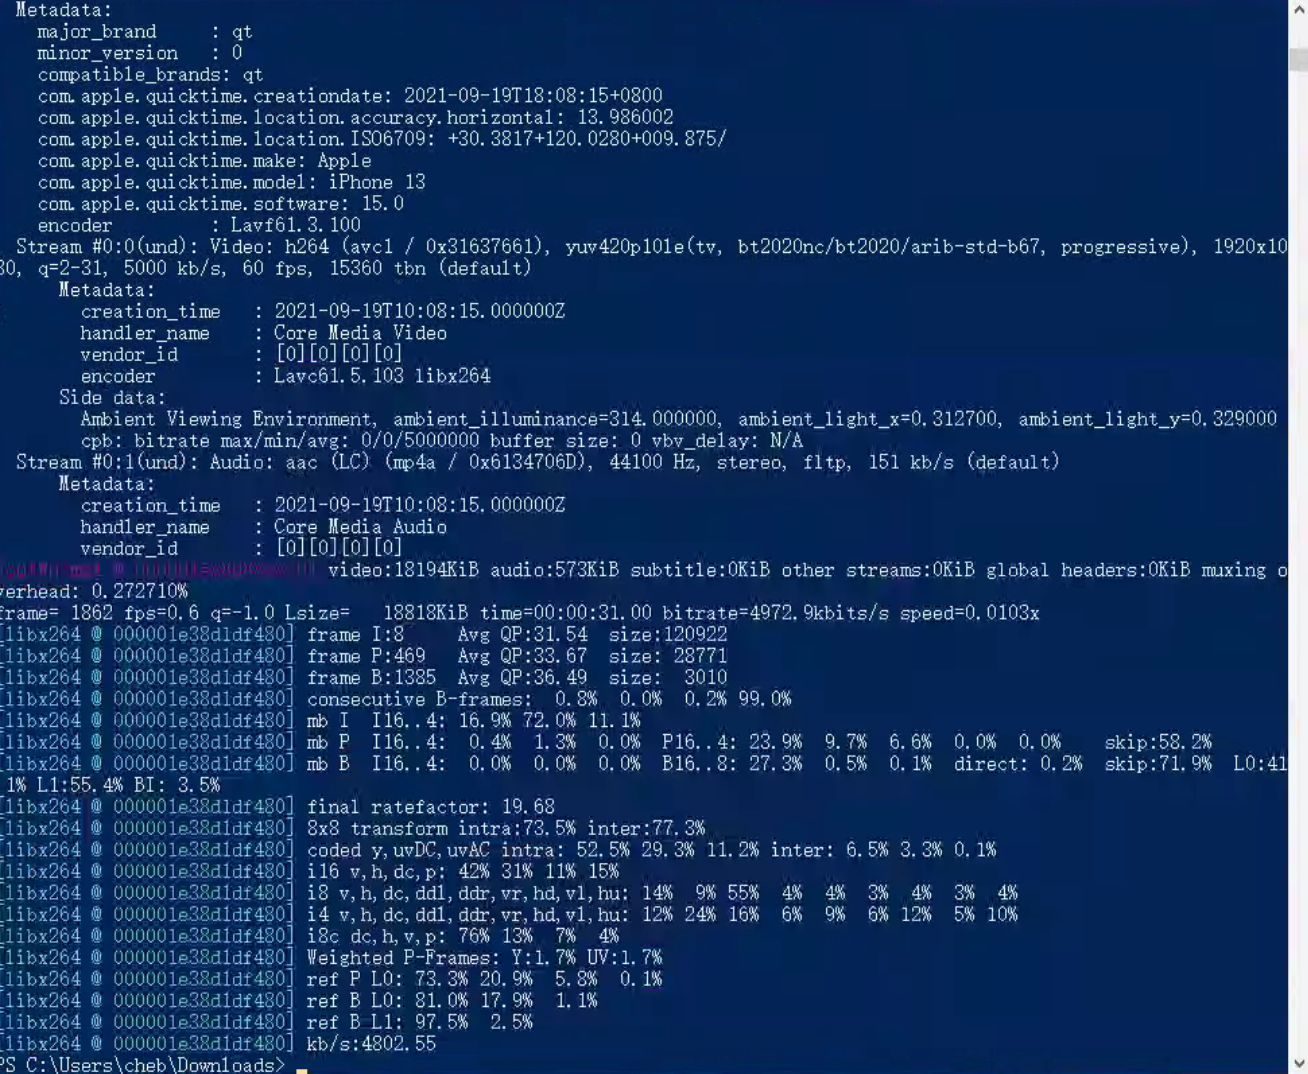 Metadata:
major_brand : qt
minor_version : 0
compatible_brands: qt
com.apple.quicktime.creationdate: 2021-09-19T18:08:15+0800
com.apple.quicktime.location.accuracy.horizontal: 13.986002
com.apple.quicktime.location.ISO6709: +30.3817+120.0280+009.875/
com.apple.quicktime.make: Apple
com.apple.quicktime.model: iPhone 13
com.apple.quicktime.software: 15.0
encoder : Lavf61.3.100
Stream #0:0(und): Video: h264 (avc1 / 0x31637661), yuv420p10le(tv, bt2020nc/bt2020/arib-std-b67, progressive), 1920x10
80, q=2-31, 5000 kb/s, 60 fps, 15360 tbn (default)
Metadata:
creation_time : 2021-09-19T10:08:15.000000Z
handler_name : Core Media Video
vendor_id : [0][0][0][0]
encoder : Lavc61.5.103 libx264
Side data:
Ambient Viewing Environment, ambient_illuminance=314.000000, ambient_light_x=0.312700, ambient_light_y=0.329000
cpb: bitrate max/min/avg: 0/0/5000000 buffer size: 0 vbv_delay: N/A
Stream #0:1(und): Audio: aac (LC) (mp4a / 0x6134706D), 44100 Hz, stereo, fltp, 151 kb/s (default)
Metadata:
creation_time : 2021-09-19T10:08:15.000000Z
handler_name : Core Media Audio
vendor_id : [0][0][0][0]
video:18194KiB audio:573KiB subtitle:0KiB other streams:0KiB global headers:0KiB muxing o
verhead: 0.272710%
frame= 1862 fps=0.6 q=-1.0 Lsize= 18818KiB time=00:00:31.00 bitrate=4972.9kbits/s speed=0.0103x
[libx264 @ 000001e38d1df480] frame I:8 Avg QP:31.54 size:120922
[libx264 @ 000001e38d1df480] frame P:469 Avg QP:33.67 size: 28771
[libx264 @ 000001e38d1df480] frame B:1385 Avg QP:36.49 size: 3010
[libx264 @ 000001e38d1df480] consecutive B-frames: 0.8% 0.0% 0.2% 99.0%
[libx264 @ 000001e38d1df480] mb I I16..4: 16.9% 72.0% 11.1%
[libx264 @ 000001e38d1df480] mb P I16..4: 0.4% 1.3% 0.0% P16..4: 23.9% 9.7% 6.6% 0.0% 0.0% skip:58.2%
[libx264 @ 000001e38d1df480] mb B I16..4: 0.0% 0.0% 0.0% B16..8: 27.3% 0.5% 0.1% direct: 0.2% skip:71.9% L0:41
1% L1:55.4% BI: 3.5%
[libx264 @ 000001e38d1df480] final ratefactor: 19.68
[libx264 @ 000001e38d1df480] 8x8 transform intra:73.5% inter:77.3%
[libx264 @ 000001e38d1df480] coded y,uvDC,uvAC intra: 52.5% 29.3% 11.2% inter: 6.5% 3.3% 0.1%
[libx264 @ 000001e38d1df480] i16 v,h,dc,p: 42% 31% 11% 15%
[libx264 @ 000001e38d1df480] i8 v,h,dc,ddl,ddr,vr,hd,vl,hu: 14% 9% 55% 4% 4% 3% 4% 3% 4%
[libx264 @ 000001e38d1df480] i4 v,h,dc,ddl,ddr,vr,hd,vl,hu: 12% 24% 16% 6% 9% 6% 12% 5% 10%
[libx264 @ 000001e38d1df480] i8c dc,h,v,p: 76% 13% 7% 4%
[libx264 @ 000001e38d1df480] Weighted P-Frames: Y:1.7% UV:1.7%
[libx264 @ 000001e38d1df480] ref P L0: 73.3% 20.9% 5.8% 0.1%
[libx264 @ 000001e38d1df480] ref B L0: 81.0% 17.9% 1.1%
[libx264 @ 000001e38d1df480] ref B L1: 97.5% 2.5%
[libx264 @ 000001e38d1df480] kb/s:4802.55
PS C:\Users\cheb\Downloads>